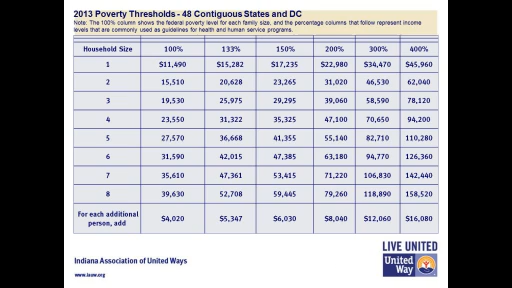 2013 Poverty Thresholds - 48 Contiguous States and DC
Note: The 100% column shows the federal poverty level for each family size, and the percentage columns that follow represent income
levels that are commonly used as guidelines for health and human service programs.
Household Size 100% 133% 150% 200% 300% 400%
1 $11,490 $15,282 $17,235 $22,980 $34,470 $45,960
2 15,510 20,628 23,265 31,020 46,530 62,040
3 19,530 25,975 29,295 39,060 58,590 78,120
4 23,550 31,322 35,325 47,100 70,650 94,200
5 27,570 36,668 41,355 55,140 82,710 110,280
6 31,590 42,015 47,385 63,180 94,770 126,360
7 35,610 47,361 53,415 71,220 106,830 142,440
8 39,630 52,708 59,445 79,260 118,890 158,520
For each additional
person, add $4,020 $5,347 $6,030 $8,040 $12,060 $16,080
LIVE UNITED
Indiana Association of United Ways
United
Way
www.iauw.org